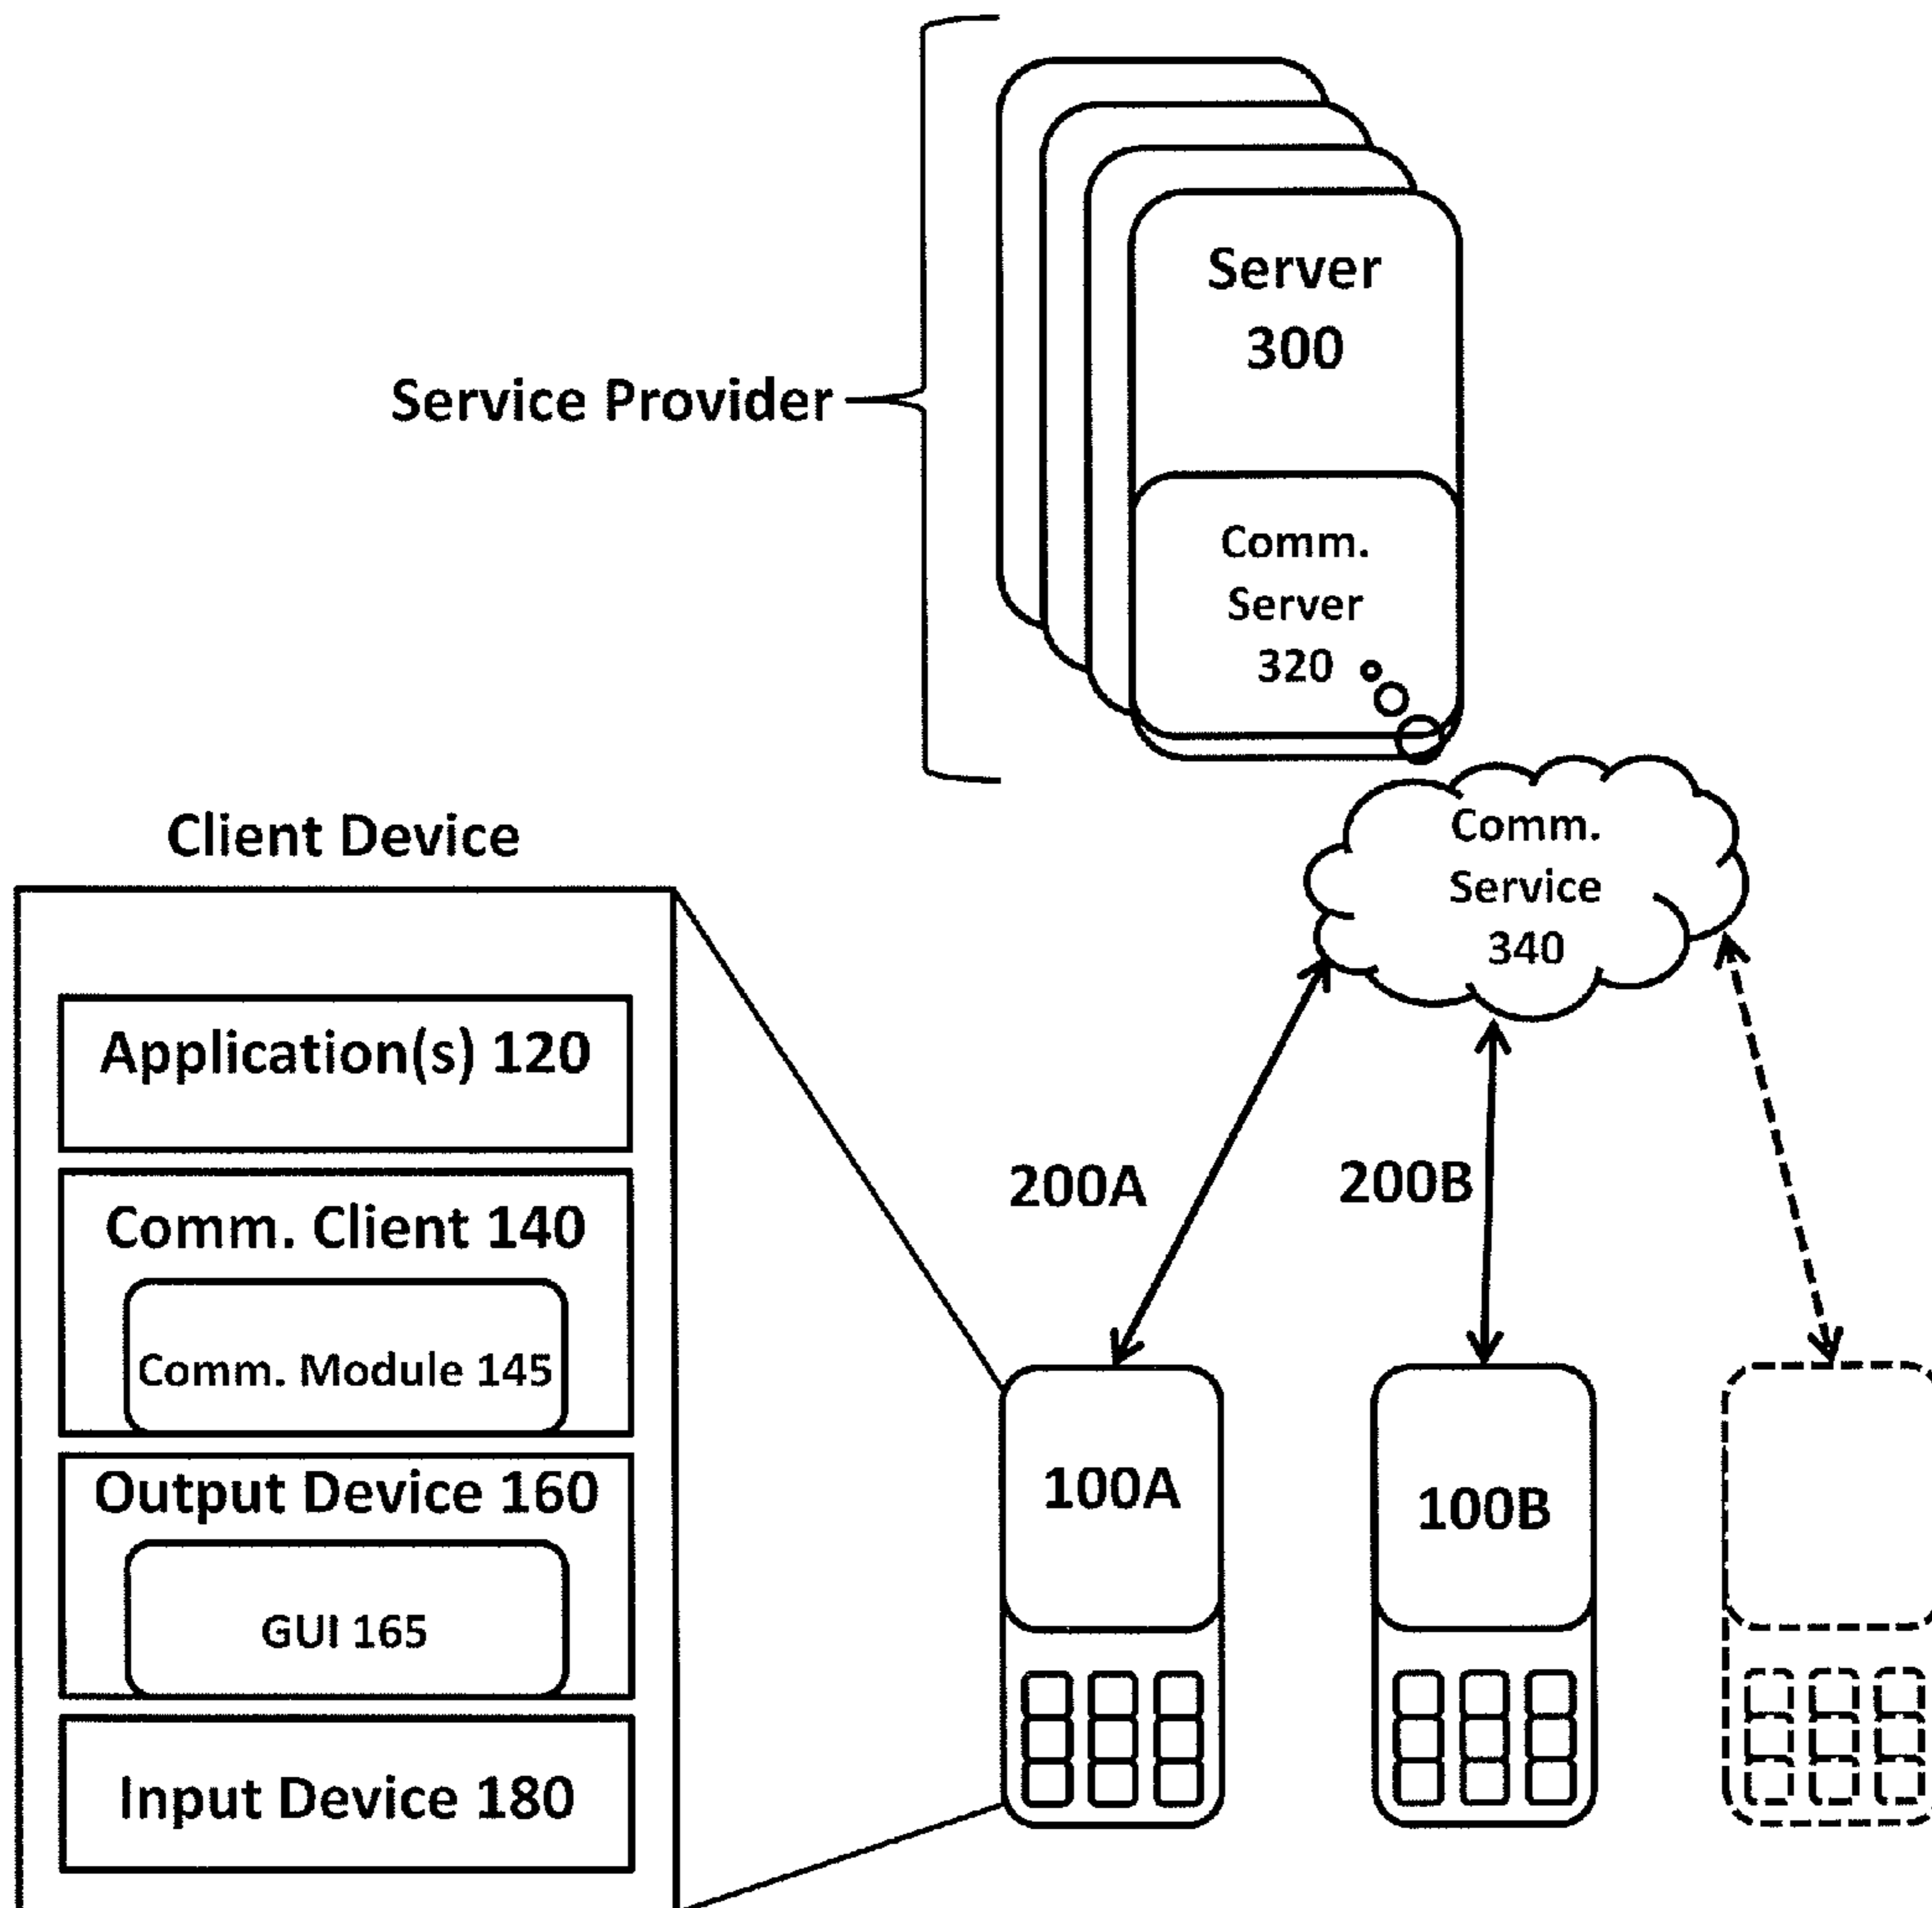 Server
300
Service Provider
Comm.
Server
320
Client Device
Comm.
Service
340
Application(s) 120
Comm. Client 140
Comm. Module 145
Output Device 160
GUI 165
Input Device 180
200A
200B
100A
100B